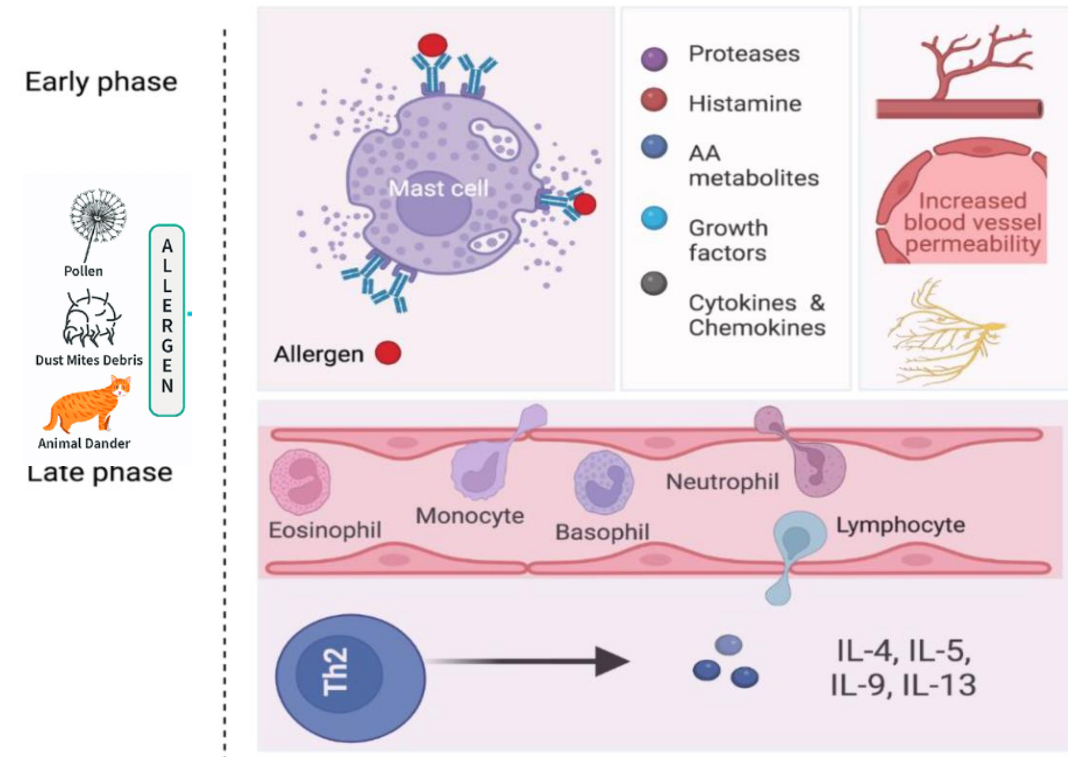 Early phase
Pollen
Dust Mites Debris
Animal Dander
ALLERGEN
Late phase
Mast cell
Allergen
Proteases
Histamine
AA
metabolites
Growth
factors
Cytokines &
Chemokines
Increased
blood vessel
permeability
Eosinophil
Monocyte
Basophil
Neutrophil
Lymphocyte
Th2
IL-4, IL-5,
IL-9, IL-13